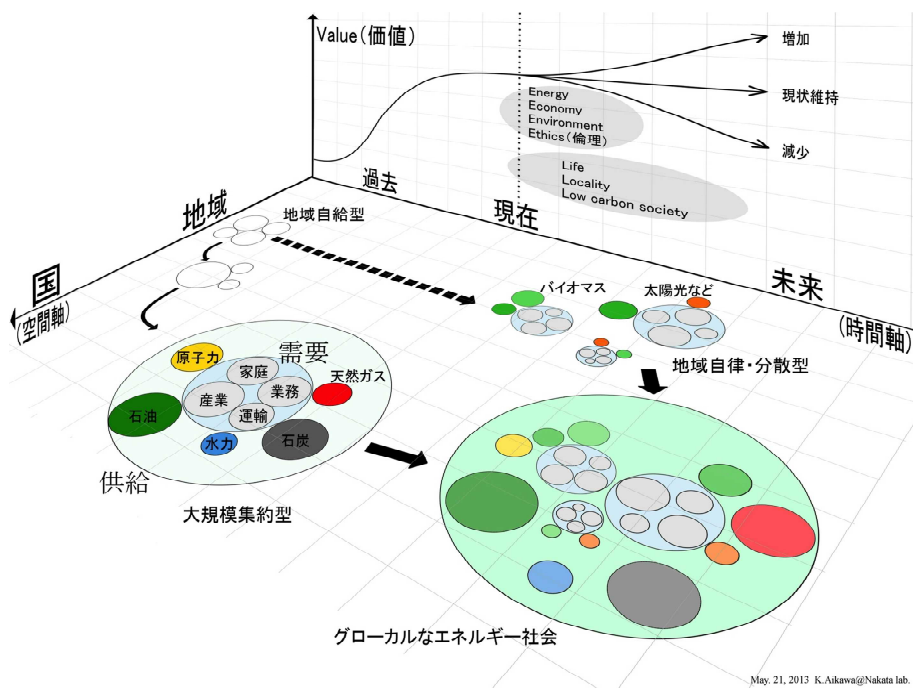 Value(価値)
増加
現状維持
減少
Energy
Economy
Environment
Ethics(倫理)
Life
Locality
Low carbon society
過去
現在
未来
(時間軸)
地域
国
(空間軸)
地域自給型
バイオマス
太陽光など
地域自律・分散型
需要
原子力
家庭
天然ガス
産業
業務
石油
運輸
水力
石炭
供給
大規模集約型
グローカルなエネルギー社会
May. 21, 2013 K.Aikawa@Nakata lab.